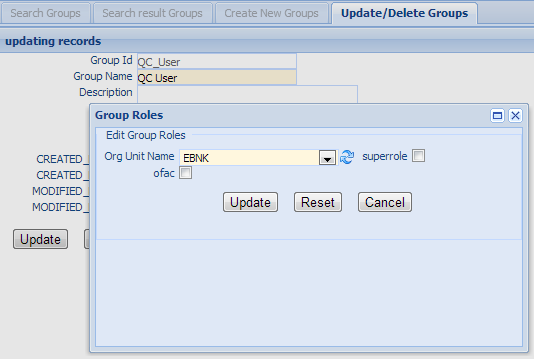 Search Groups Search result Groups Create New Groups Update/Delete Groups
updating records
Group Id QC_User
Group Name QC User
Description
Group Roles
Edit Group Roles
Org Unit Name EBNK superrole
ofac
Update Reset Cancel
CREATED_
CREATED_
MODIFIED_
MODIFIED_
Update